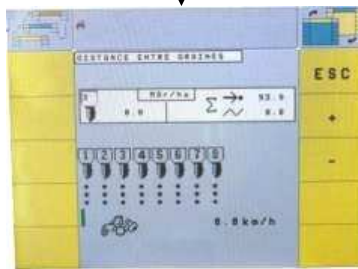 DISTANCE ENTRE GRAINES
ESC
MGr/ha
0.0
Σ 93.9
0.0
+
-
1 2 3 4 5 6 7 8
0.0km/h